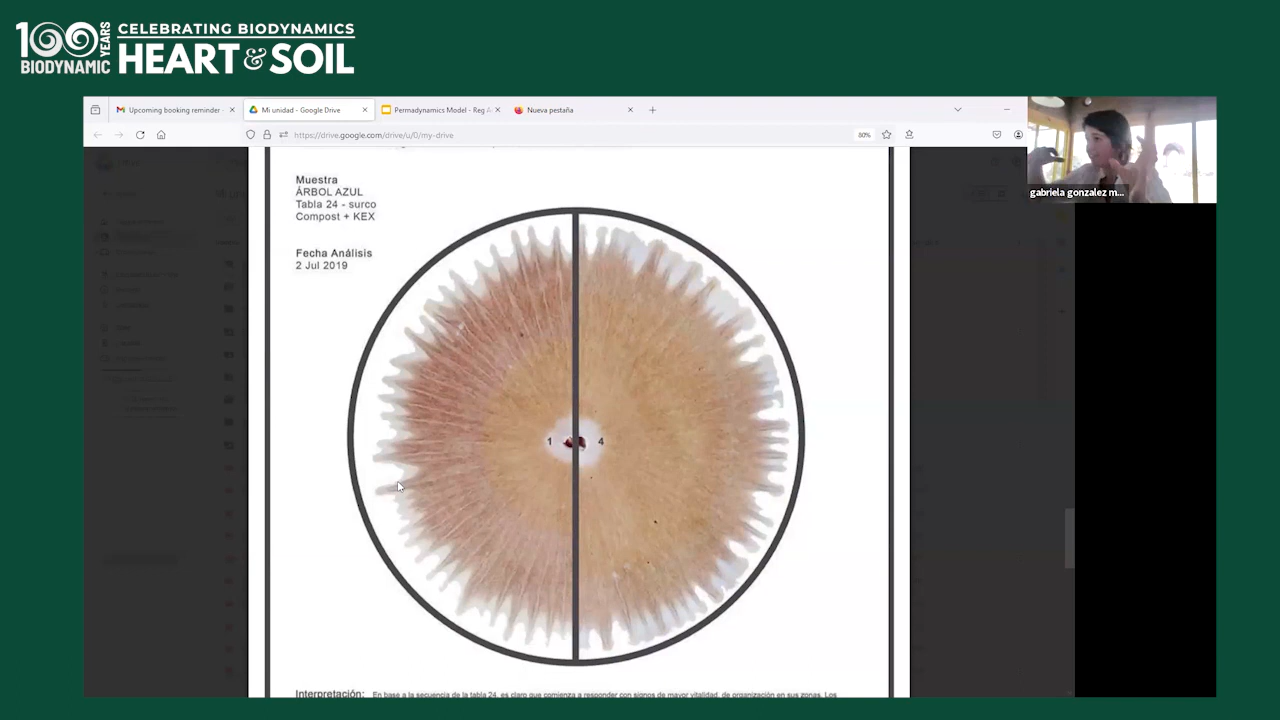 100 YEARS
BIODYNAMIC
CELEBRATING BIODYNAMICS
HEART & SOIL
Upcoming booking reminder -
Mi unidad - Google Drive
Permadynamics Model - Reg A
Nueva pestaña
https://drive.google.com/drive/u/0/my-drive
80%
gabriela gonzalez m...
Muestra
ÁRBOL AZUL
Tabla 24 - surco
Compost + KEX
Fecha Análisis
2 Jul 2019
1
4
Interpretación: En base a la secuencia de la tabla 24, es claro que comienza a responder con signos de mayor vitalidad, de organización en sus zonas. Los